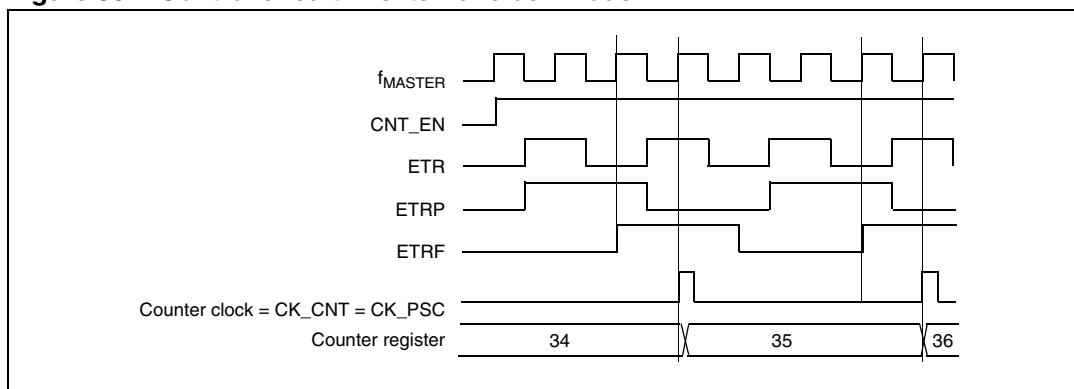 fMASTER
CNT_EN
ETR
ETRP
ETRF
Counter clock = CK_CNT = CK_PSC
Counter register 34 35 36